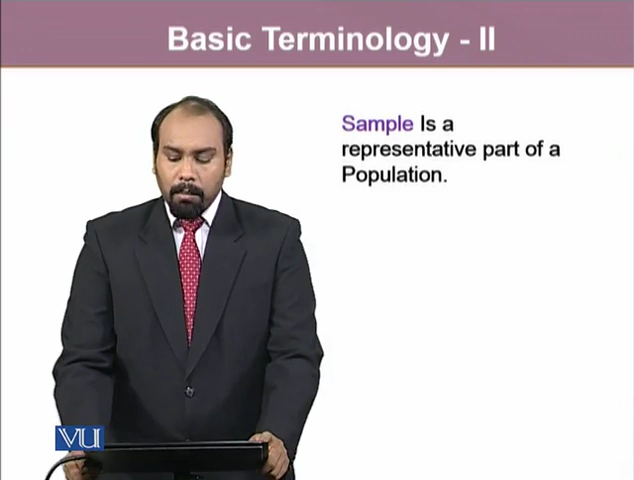 Basic Terminology - II
Sample Is a
representative part of a
Population.
VU